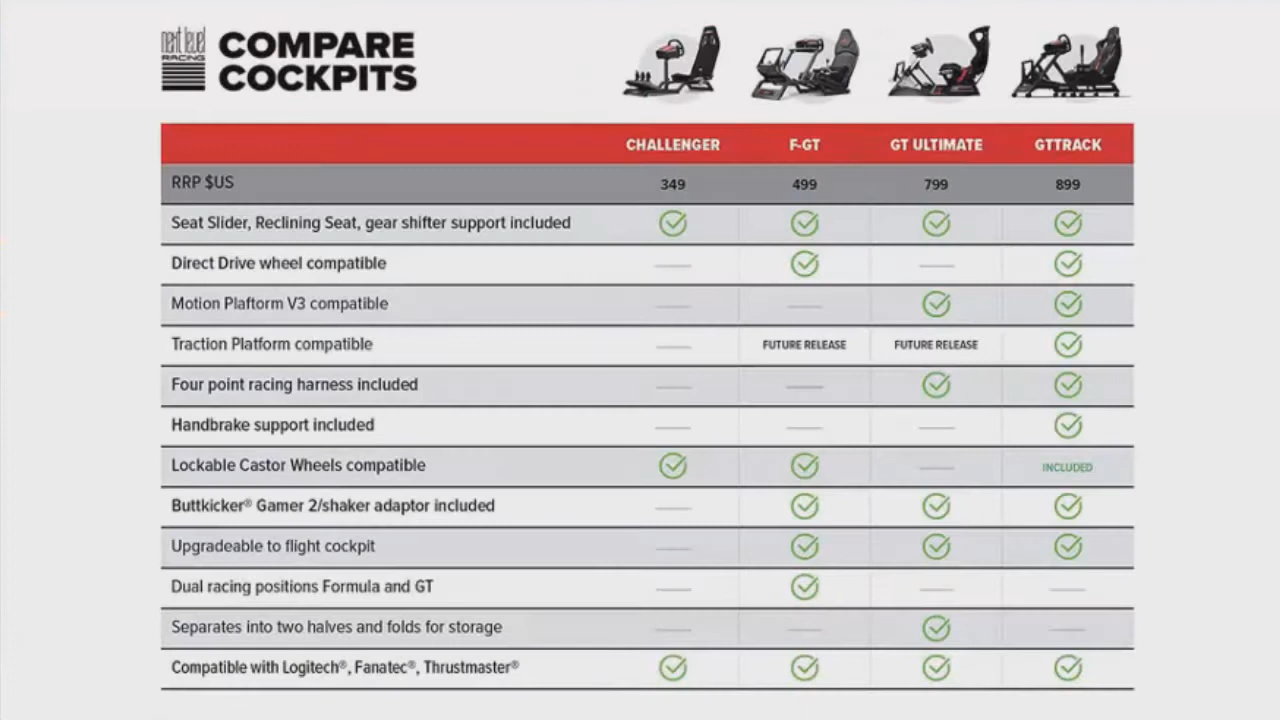 next level
RACING
COMPARE
COCKPITS
CHALLENGER F-GT GT ULTIMATE GTTRACK
RRP $US 349 499 799 899
Seat Slider, Reclining Seat, gear shifter support included
Direct Drive wheel compatible
Motion Plaftorm V3 compatible
Traction Platform compatible FUTURE RELEASE FUTURE RELEASE
Four point racing harness included
Handbrake support included
Lockable Castor Wheels compatible INCLUDED
Buttkicker® Gamer 2/shaker adaptor included
Upgradeable to flight cockpit
Dual racing positions Formula and GT
Separates into two halves and folds for storage
Compatible with Logitech®, Fanatec®, Thrustmaster®